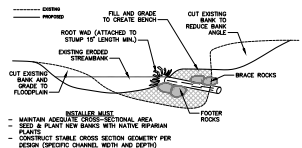 EXISTING
PROPOSED
FILL AND GRADE
TO CREATE BENCH
CUT EXISTING
BANK TO
REDUCE BANK
ANGLE
ROOT WAD (ATTACHED TO
STUMP 15' LENGTH MIN.)
EXISTING ERODED
STREAMBANK
CUT EXISTING
BANK AND
GRADE TO
FLOODPLAIN
BRACE ROCKS
FOOTER
ROCKS
INSTALLER MUST
- MAINTAIN ADEQUATE CROSS-SECTIONAL AREA
- SEED & PLANT NEW BANKS WITH NATIVE RIPARIAN
PLANTS
- CONSTRUCT STABLE CROSS SECTION GEOMETRY PER
DESIGN (SPECIFIC CHANNEL WIDTH AND DEPTH)